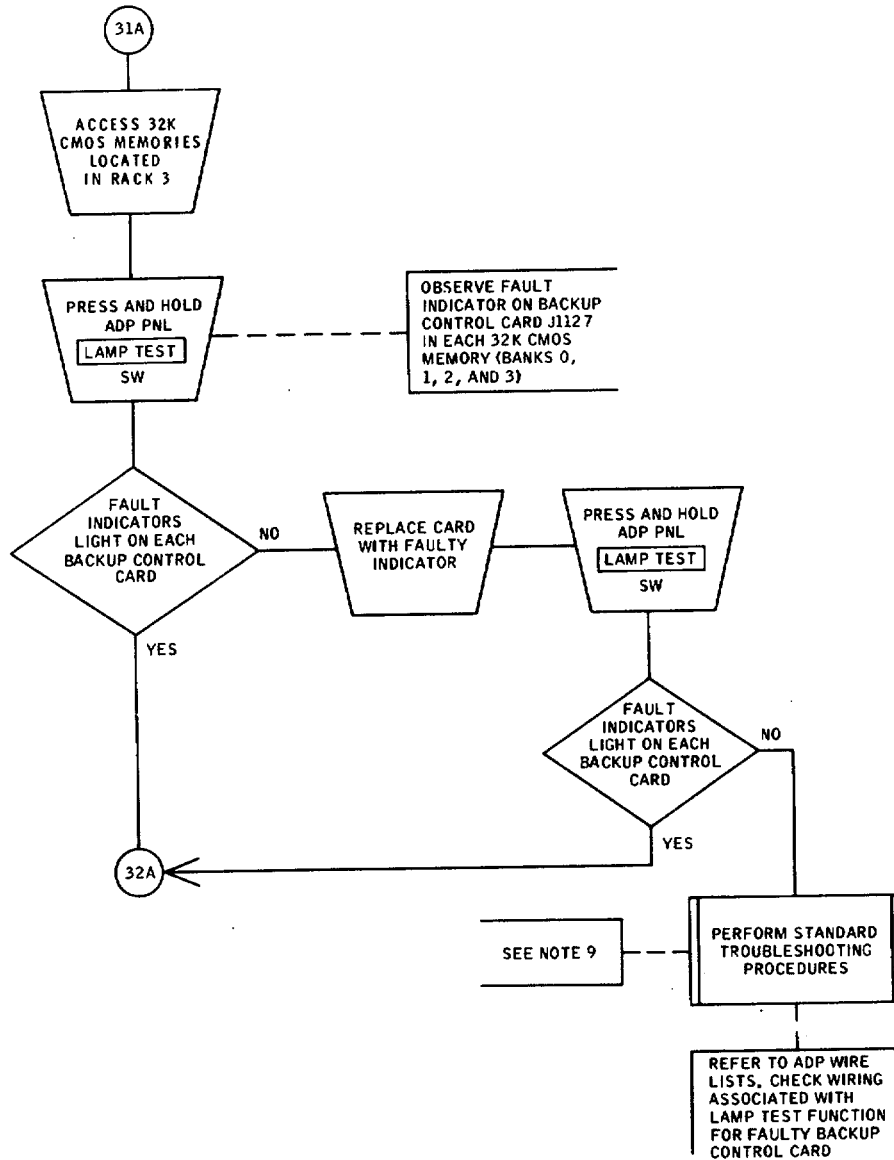 31A
ACCESS 32K
CMOS MEMORIES
LOCATED
IN RACK 3
PRESS AND HOLD
ADP PNL
LAMP TEST
SW
OBSERVE FAULT
INDICATOR ON BACKUP
CONTROL CARD J1127
IN EACH 32K CMOS
MEMORY (BANKS 0,
1, 2, AND 3)
FAULT
INDICATORS
LIGHT ON EACH
BACKUP CONTROL
CARD
NO
YES
REPLACE CARD
WITH FAULTY
INDICATOR
PRESS AND HOLD
ADP PNL
LAMP TEST
SW
FAULT
INDICATORS
LIGHT ON EACH
BACKUP CONTROL
CARD
NO
YES
32A
SEE NOTE 9
PERFORM STANDARD
TROUBLESHOOTING
PROCEDURES
REFER TO ADP WIRE
LISTS. CHECK WIRING
ASSOCIATED WITH
LAMP TEST FUNCTION
FOR FAULTY BACKUP
CONTROL CARD